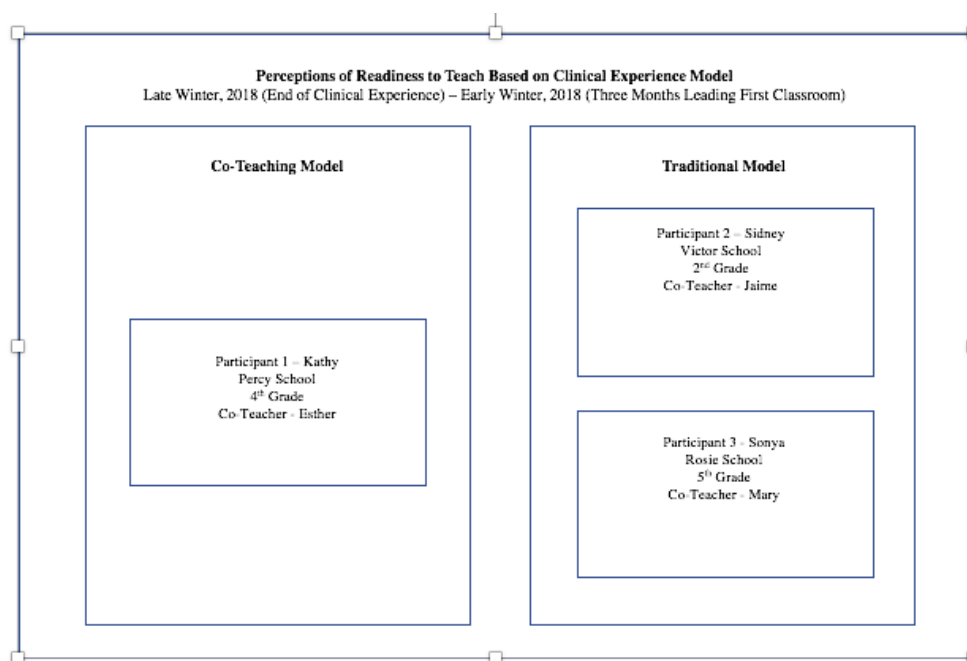 Perceptions of Readiness to Teach Based on Clinical Experience Model
Late Winter, 2018 (End of Clinical Experience) – Early Winter, 2018 (Three Months Leading First Classroom)
Co-Teaching Model
Participant 1 – Kathy
Percy School
4th Grade
Co-Teacher - Esther
Traditional Model
Participant 2 – Sidney
Victor School
2nd Grade
Co-Teacher - Jaime
Participant 3 - Sonya
Rosie School
5th Grade
Co-Teacher - Mary